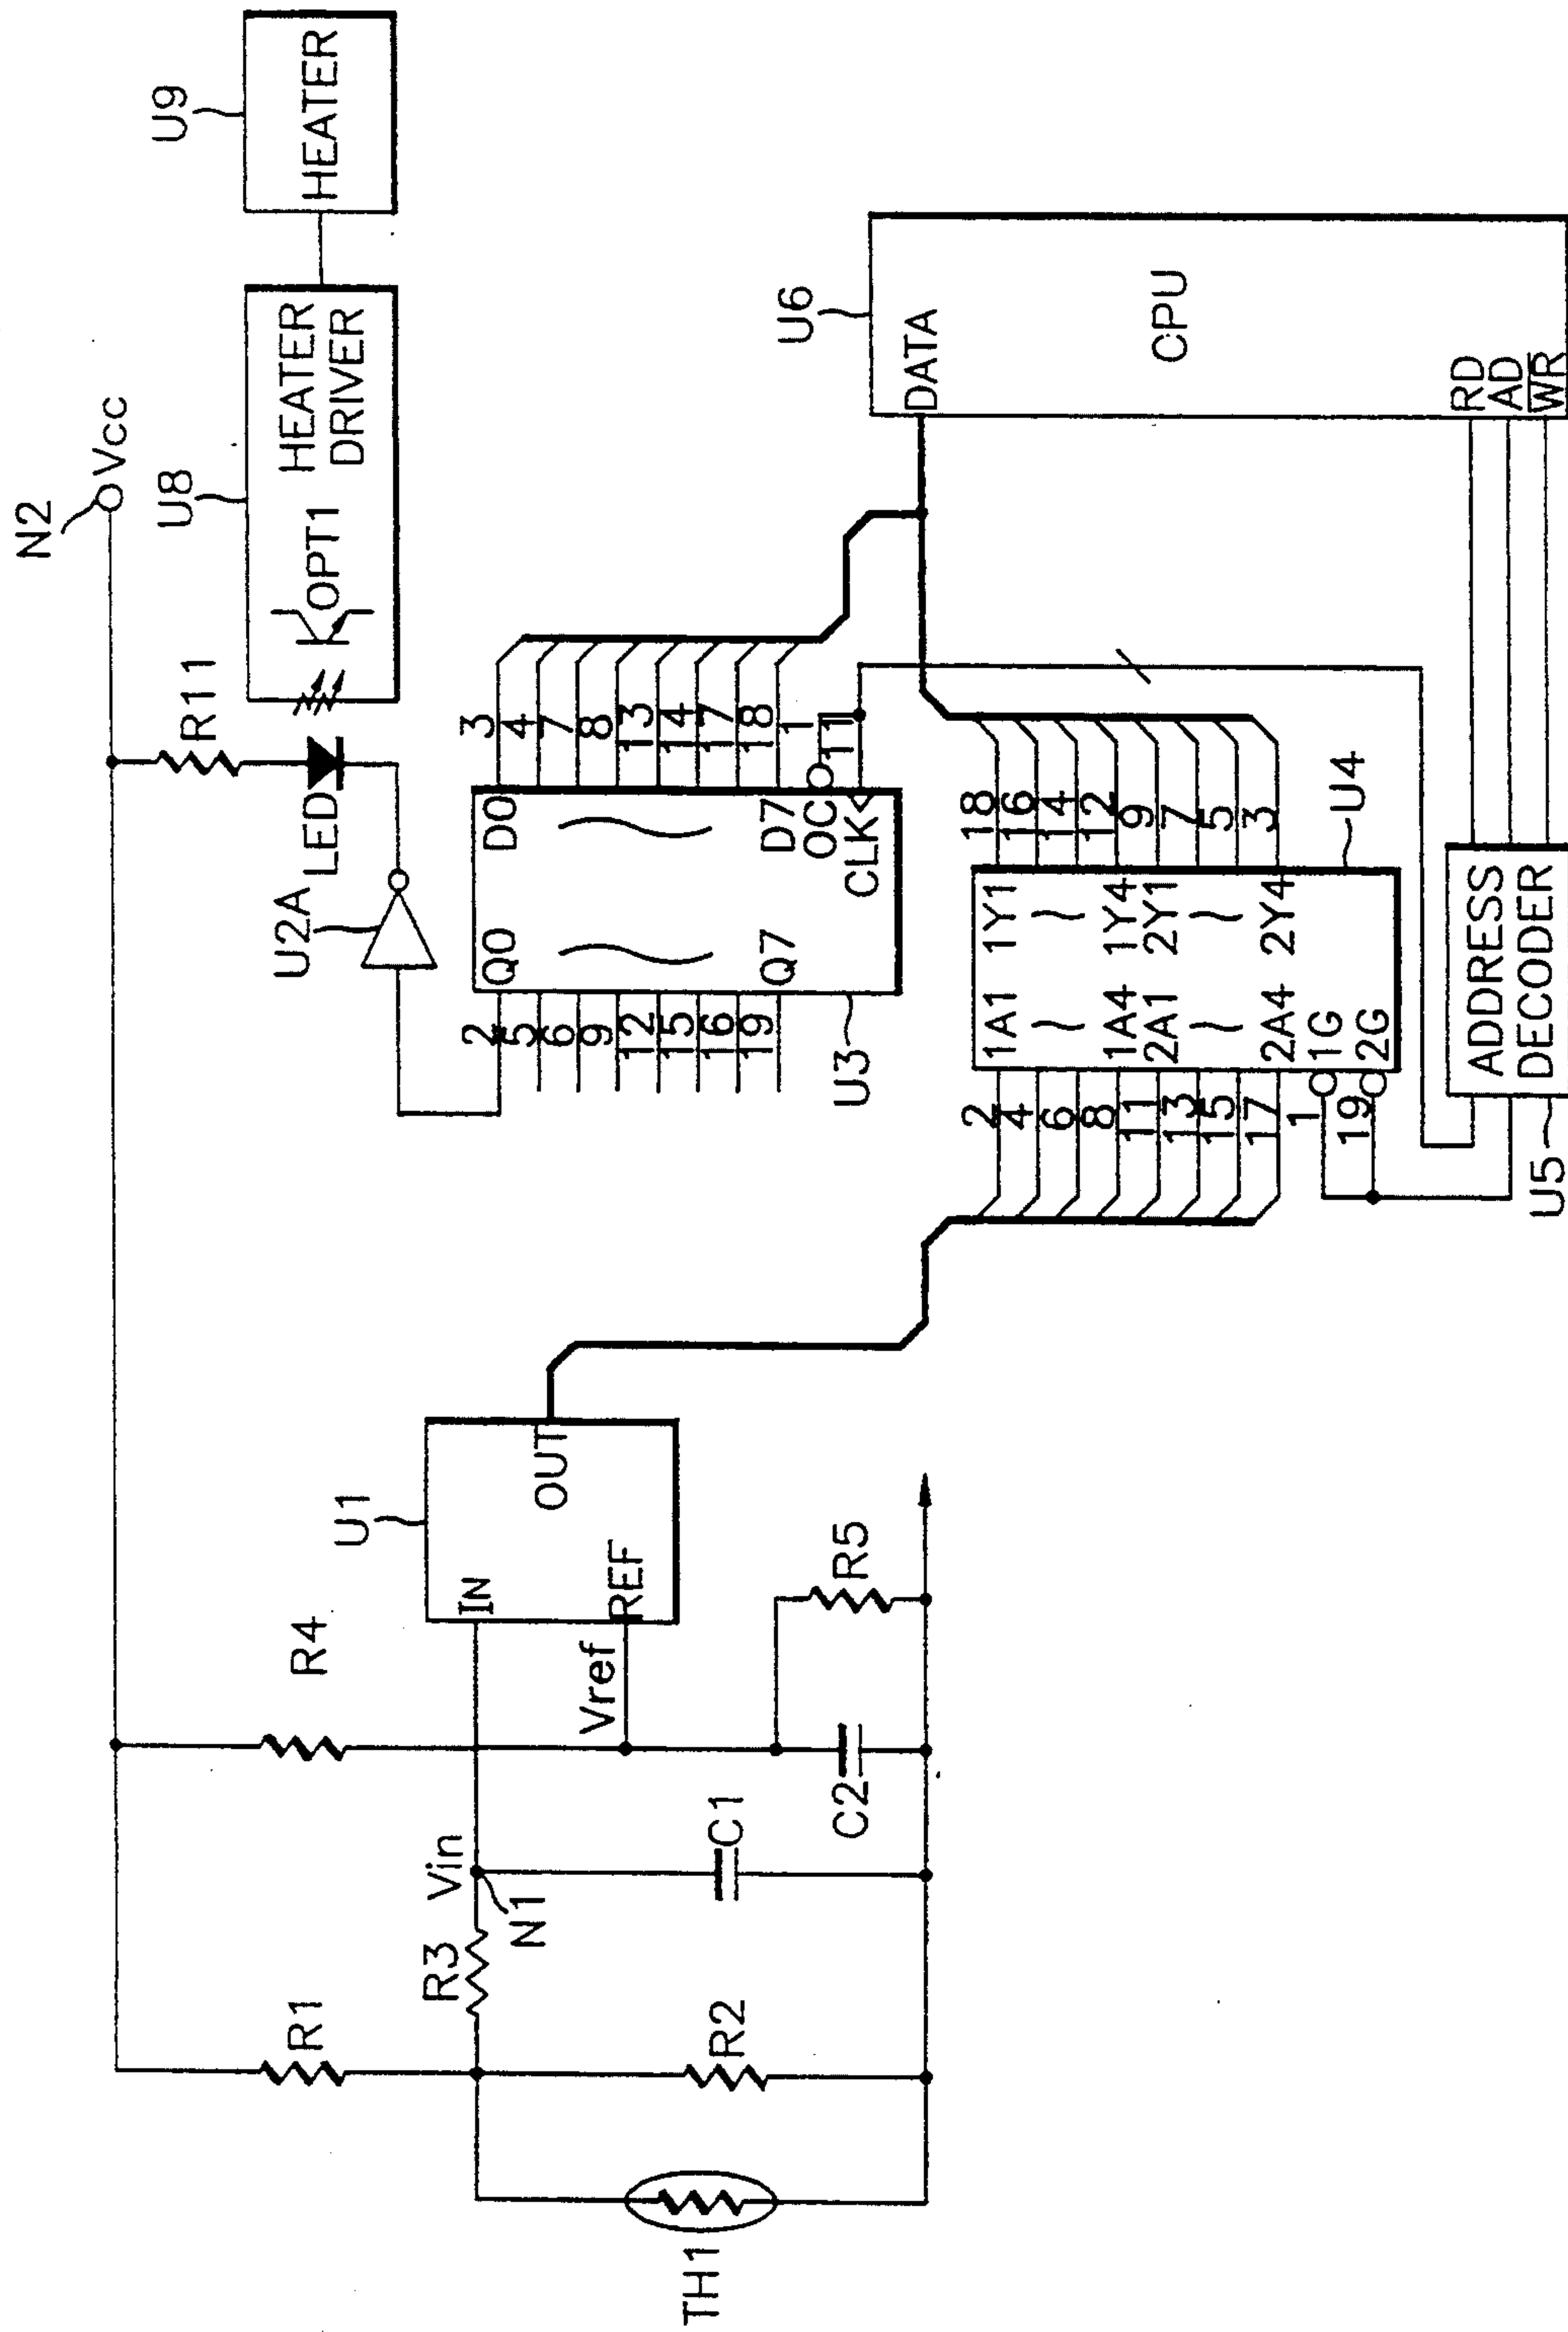 N2
Vcc
U9
HEATER
U8
OPT1
HEATER
DRIVER
R11
LED
U2A
R1
R4
U1
IN
OUT
REF
Vin
R3
N1
Vref
TH1
R2
C1
C2
R5
U3
Q0
D0
Q7
D7
OC
CLK
2
5
6
9
12
15
16
19
3
4
7
8
13
14
17
18
1
11
U6
DATA
CPU
RD
AD
WR
U4
1A1
1Y1
1A4
1Y4
2A1
2Y1
2A4
2Y4
1G
2G
2
4
6
8
11
13
15
17
1
19
18
16
14
12
9
7
5
3
U5
ADDRESS
DECODER